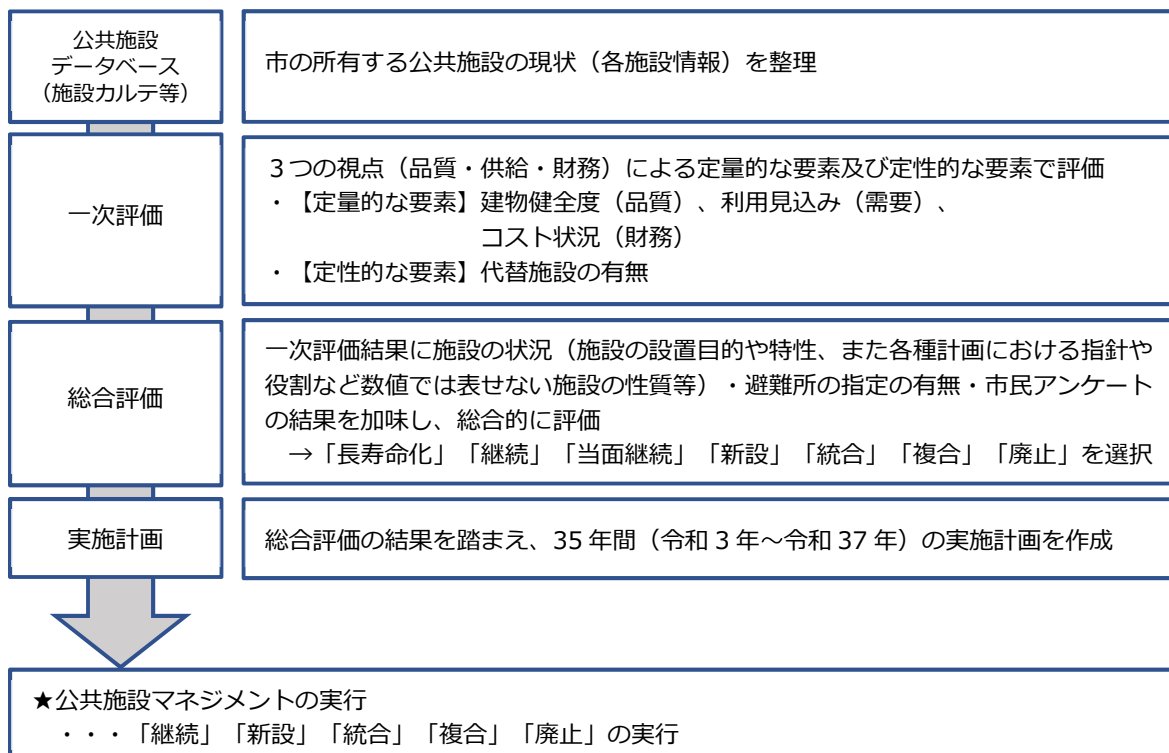 公共施設
データベース
（施設カルテ等）
市の所有する公共施設の現状（各施設情報）を整理
一次評価
３つの視点（品質・供給・財務）による定量的な要素及び定性的な要素で評価
・【定量的な要素】建物健全度（品質）、利用見込み（需要）、
コスト状況（財務）
・【定性的な要素】代替施設の有無
総合評価
一次評価結果に施設の状況（施設の設置目的や特性、また各種計画における指針や
役割など数値では表せない施設の性質等）・避難所の指定の有無・市民アンケート
の結果を加味し、総合的に評価
→「長寿命化」「継続」「当面継続」「新設」「統合」「複合」「廃止」を選択
実施計画
総合評価の結果を踏まえ、35 年間（令和 3 年～令和 37 年）の実施計画を作成
★公共施設マネジメントの実行
・・・「継続」「新設」「統合」「複合」「廃止」の実行